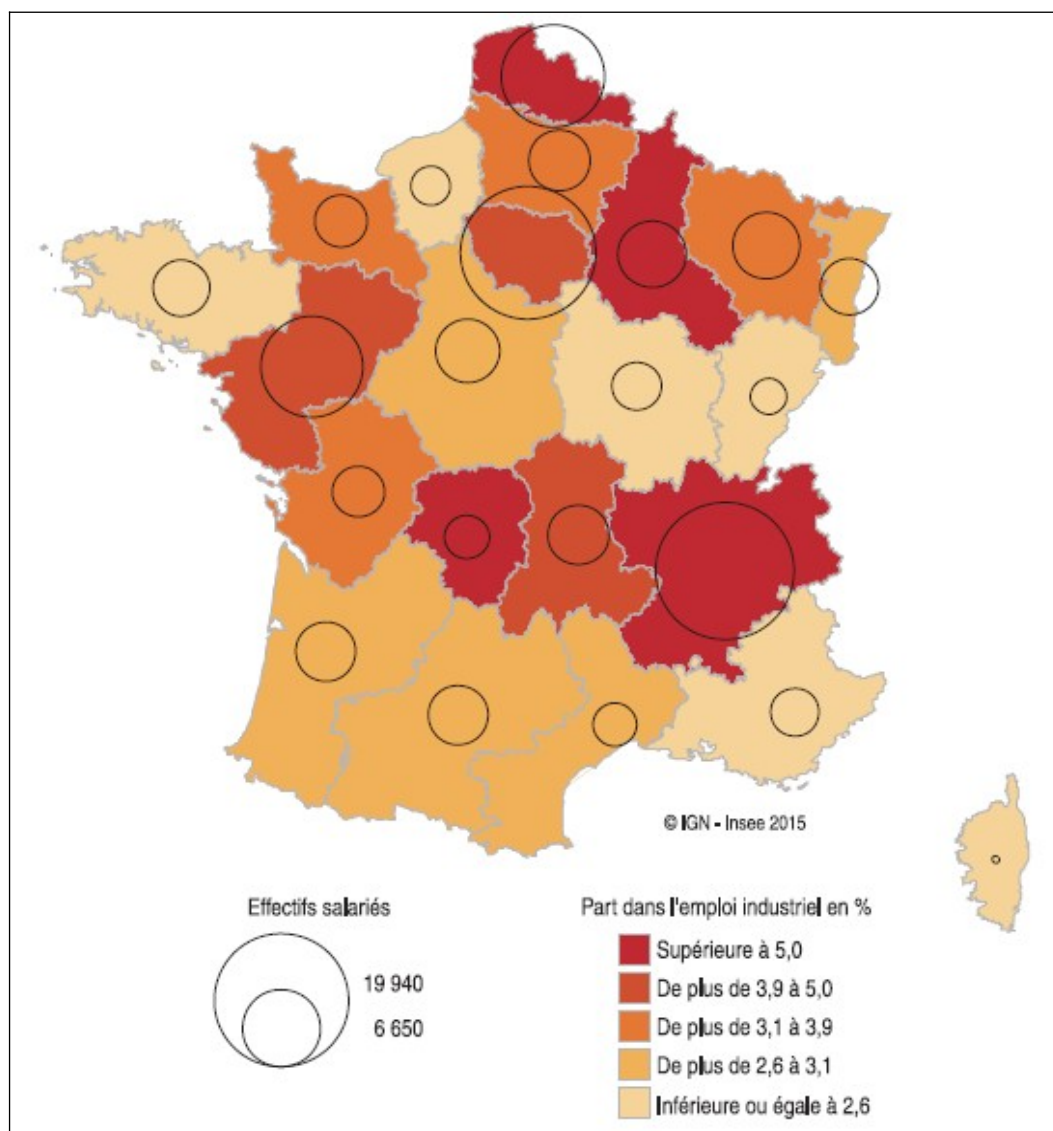 © IGN - Insee 2015
Effectifs salariés
19 940
6 650
Part dans l'emploi industriel en %
Supérieure à 5,0
De plus de 3,9 à 5,0
De plus de 3,1 à 3,9
De plus de 2,6 à 3,1
Inférieure ou égale à 2,6